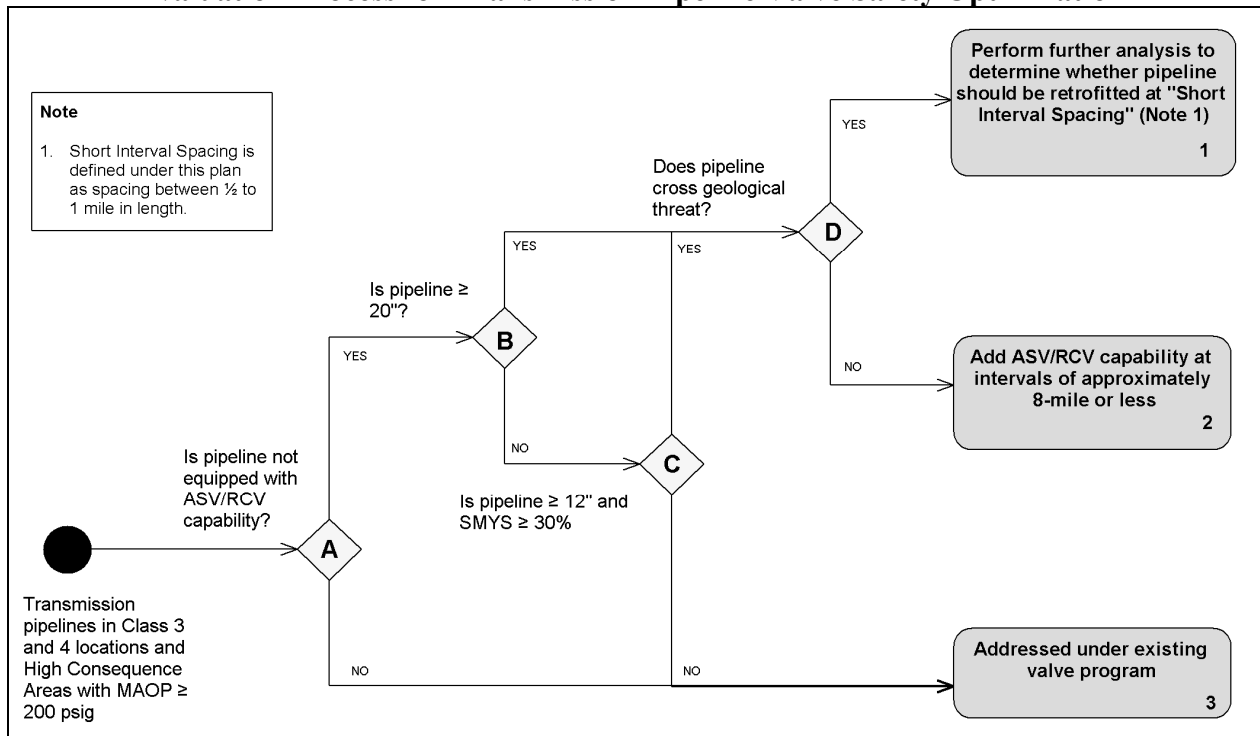 Note
1. Short Interval Spacing is
defined under this plan
as spacing between ½ to
1 mile in length.
Perform further analysis to
determine whether pipeline
should be retrofitted at "Short
Interval Spacing" (Note 1)
1
YES
Does pipeline
cross geological
threat?
D
YES
YES
Is pipeline ≥
20"?
B
YES
NO
Add ASV/RCV capability at
intervals of approximately
8-mile or less
2
NO
C
Is pipeline not
equipped with
ASV/RCV
capability?
Is pipeline ≥ 12" and
SMYS ≥ 30%
A
Transmission
pipelines in Class 3
and 4 locations and
High Consequence
Areas with MAOP ≥
200 psig
NO
NO
Addressed under existing
valve program
3